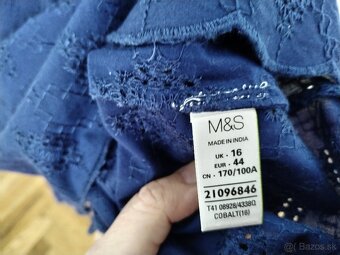 M&S
MADE IN INDIA
UK - 16
EUR - 44
CN - 170/100A
21096846
T41 08928/4338Q
COBALT(16)
Bazos.sk